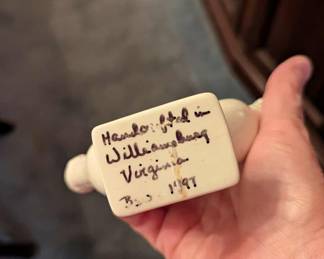 Handcrafted in
Williamsburg
Virginia
1997